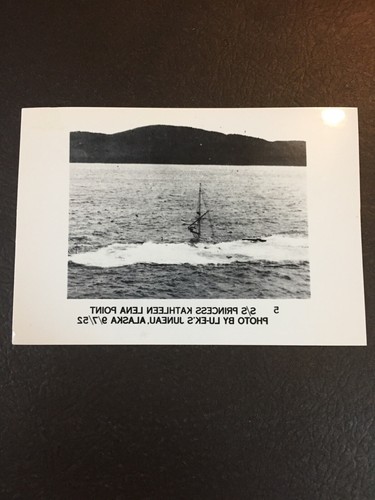 5 S/S PRINCESS KATHLEEN LENA POINT
PHOTO BY LU-EK'S JUNEAU, ALASKA 9/7/52